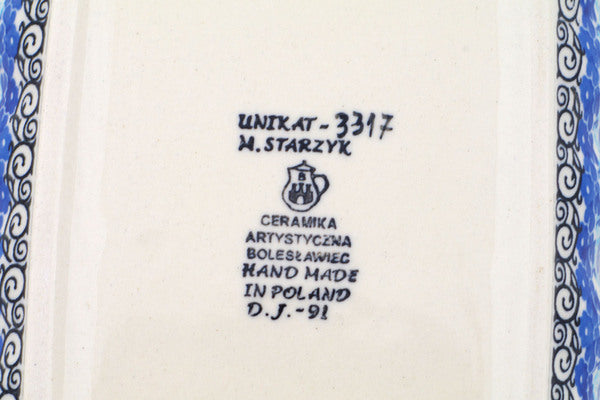 UNIKAT-3317
M. STARZYK
B
CERAMIKA
ARTYSTYCZNA
BOLESŁAWIEC
HAND MADE
IN POLAND
D.J.-91